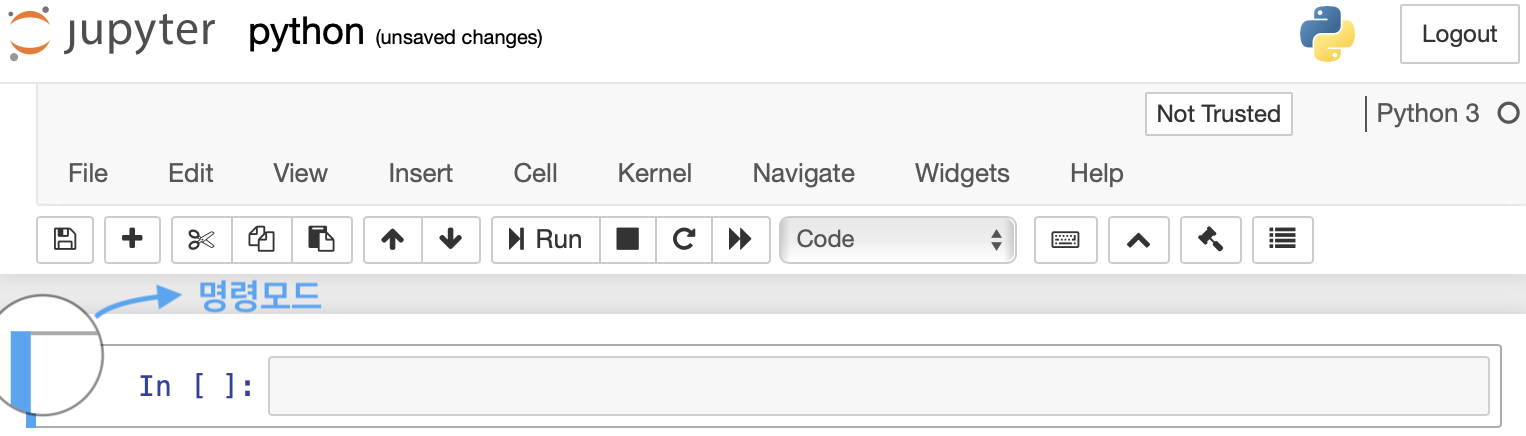 jupyter python (unsaved changes) Logout
Not Trusted Python 3
File Edit View Insert Cell Kernel Navigate Widgets Help
Run Code
명령모드
In [ ]: